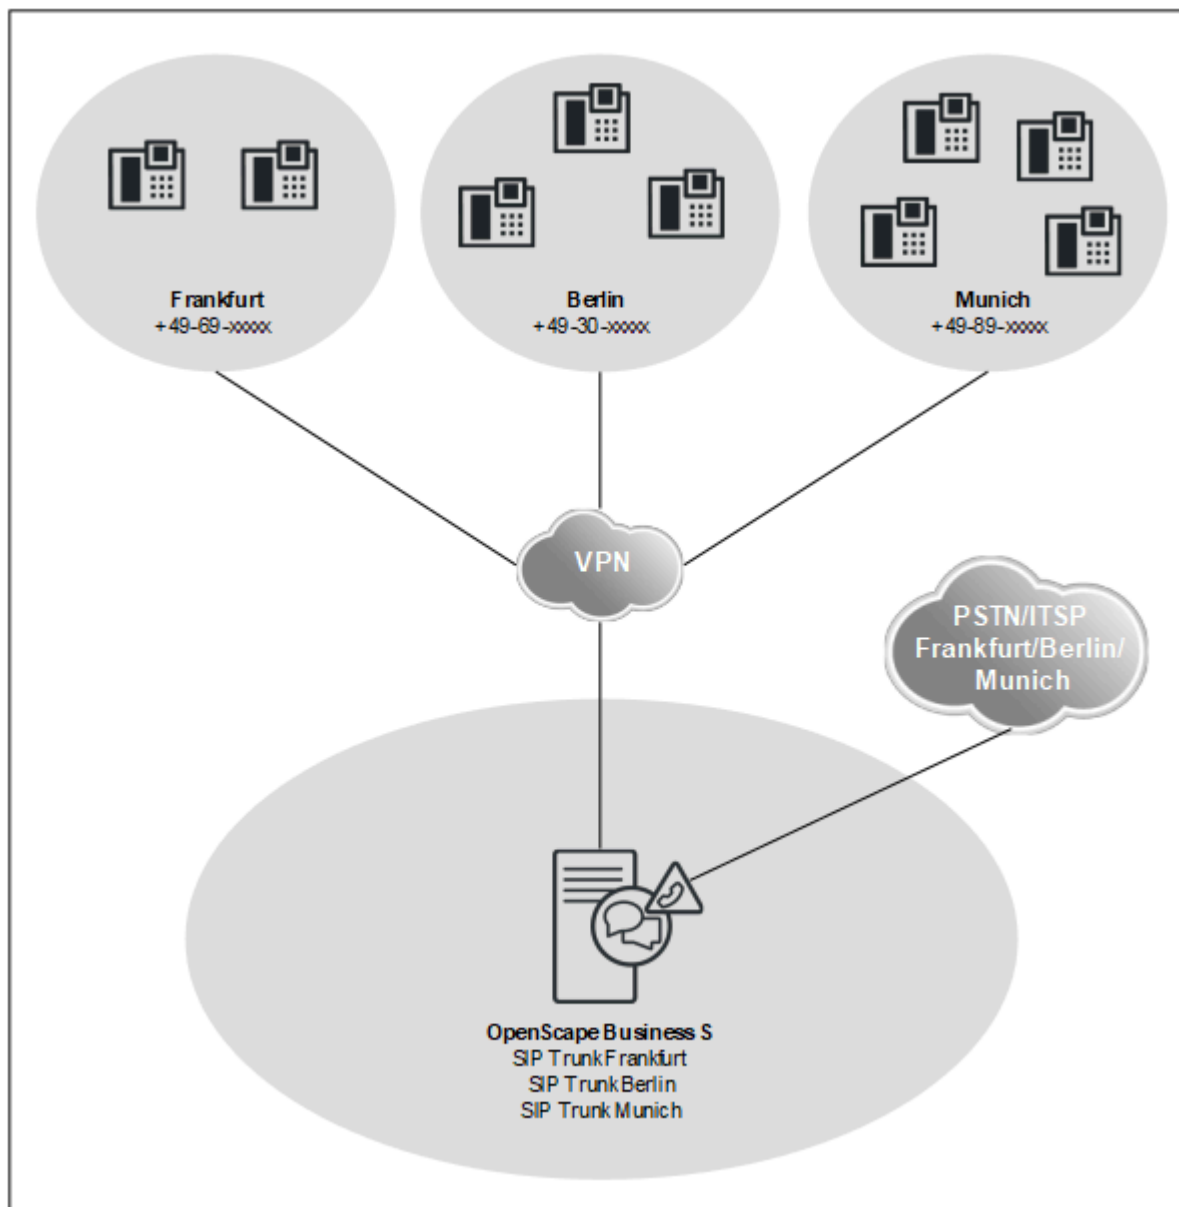 Frankfurt
+49-69-xxxxx
Berlin
+49-30-xxxxx
Munich
+49-89-xxxxx
VPN
PSTN/ITSP
Frankfurt/Berlin/
Munich
OpenScape Business S
SIP Trunk Frankfurt
SIP Trunk Berlin
SIP Trunk Munich